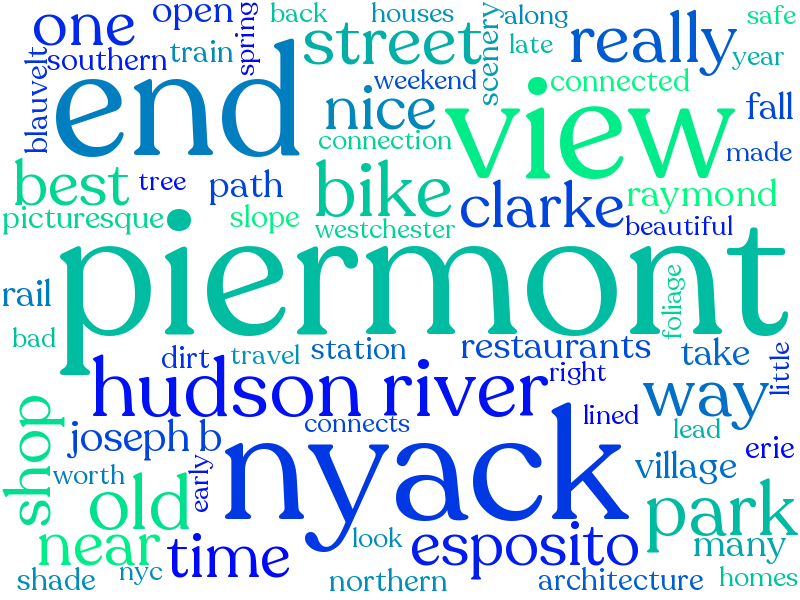 one
open
spring
back
houses
scenery
along
late
really
safe
year
blauvelt
southern
train
street
weekend
connected
end
nice
view
fall
connection
made
best
tree
path
bike
clarke
raymond
picturesque
slope
westchester
beautiful
piermont
foliage
rail
bad
dirt
travel
station
restaurants
take
little
hudson river
right
way
shop
joseph b
connects
lined
lead
erie
nyack
village
worth
early
old
park
near
time
look
esposito
many
shade
nyc
northern
architecture
homes